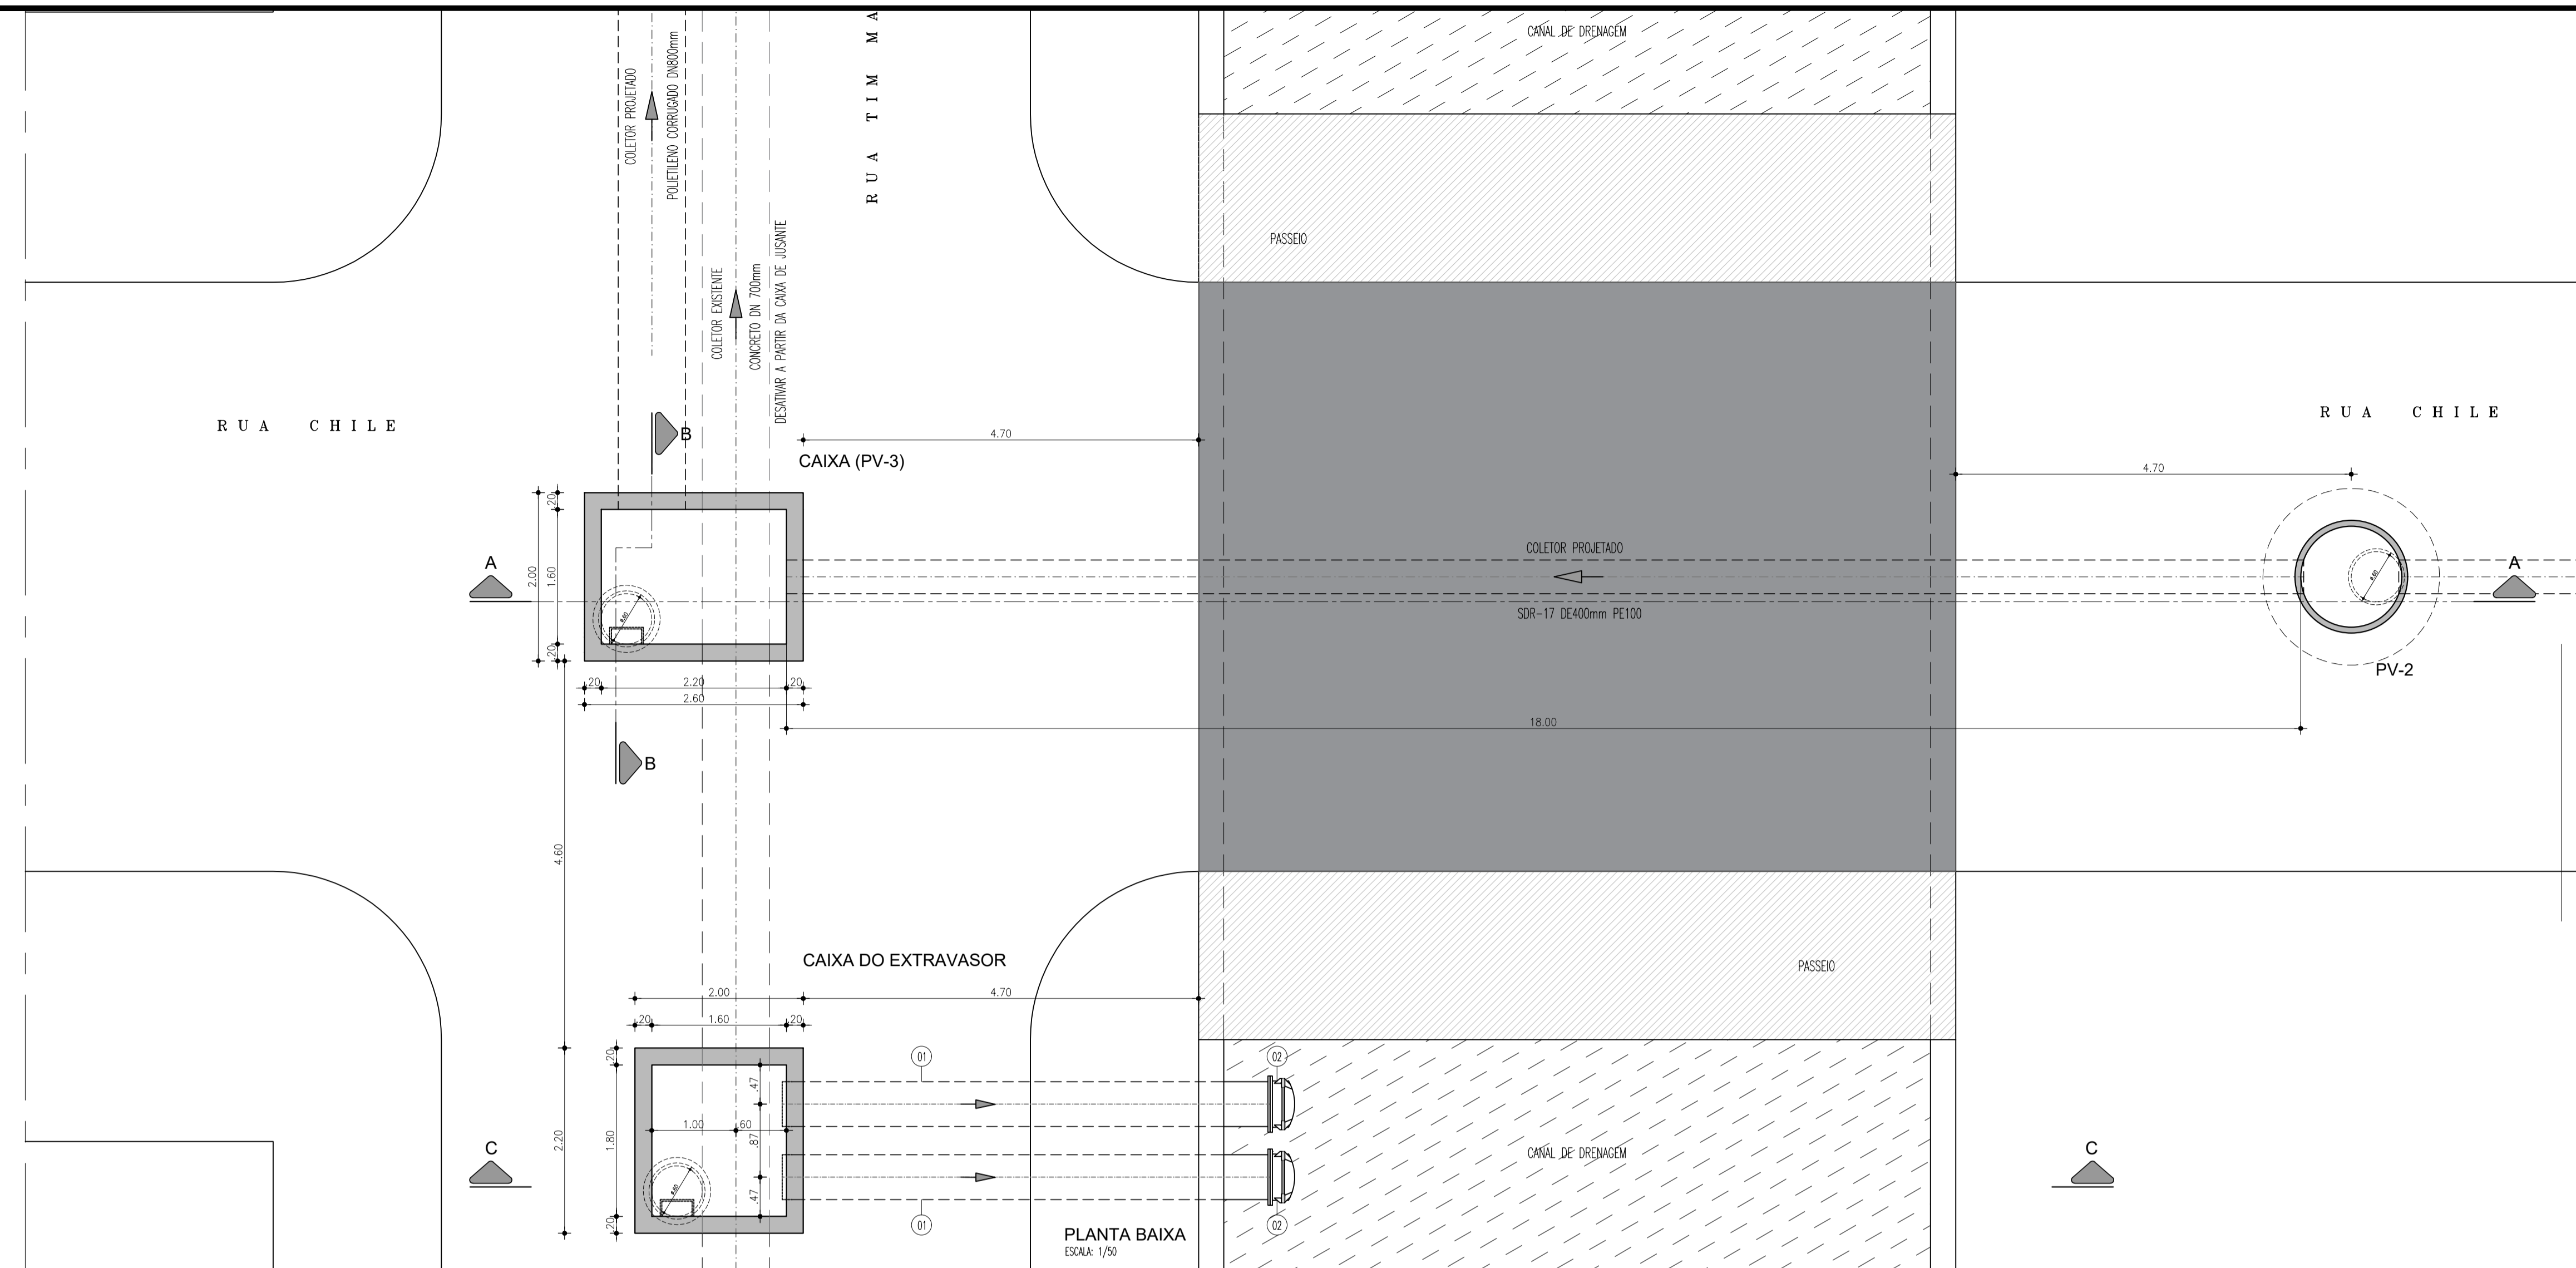 CANAL DE DRENAGEM
COLETOR PROJETADO
POLIETILENO CORRUGADO DN800mm
RUA TIM MA
PASSEIO
COLETOR EXISTENTE
CONCRETO DN 700mm
DESATIVAR A PARTIR DA CAIXA DE JUSANTE
RUA CHILE
RUA CHILE
B
4.70
CAIXA (PV-3)
4.70
.20
A
2.00
1.60
.20
ø.60
COLETOR PROJETADO
SDR-17 DE400mm PE100
ø.60
A
PV-2
.20
2.20
.20
2.60
18.00
B
4.60
CAIXA DO EXTRAVASOR
PASSEIO
2.00
4.70
.20
1.60
.20
01
02
.20
.47
1.00
.60
.87
1.80
2.20
.47
.20
ø.60
C
CANAL DE DRENAGEM
C
01
02
PLANTA BAIXA
ESCALA: 1/50